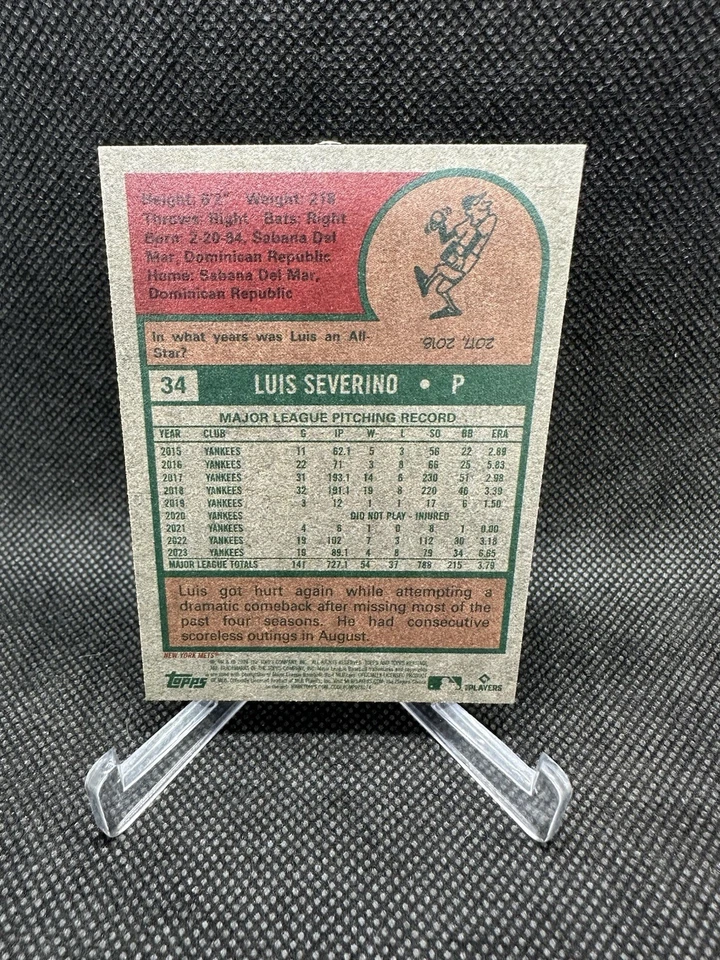 Height: 6'2" Weight: 218
Throws: Right Bats: Right
Born: 2-20-94, Sabana Del
Mar, Dominican Republic
Home: Sabana Del Mar,
Dominican Republic
In what years was Luis an All-
Star?
2017, 2018.
34 LUIS SEVERINO • P
MAJOR LEAGUE PITCHING RECORD
YEAR CLUB G IP W L SO BB ERA
2015 YANKEES 11 62.1 5 3 56 22 2.89
2016 YANKEES 22 71 3 8 66 25 5.83
2017 YANKEES 31 193.1 14 6 230 51 2.98
2018 YANKEES 32 191.1 19 8 220 46 3.39
2019 YANKEES 3 12 1 1 17 6 1.50
2020 YANKEES DID NOT PLAY - INJURED
2021 YANKEES 4 6 1 0 8 1 0.00
2022 YANKEES 19 102 7 3 112 30 3.18
2023 YANKEES 19 89.1 4 8 79 34 6.65
MAJOR LEAGUE TOTALS 141 727.1 54 37 788 215 3.79
Luis got hurt again while attempting a
dramatic comeback after missing most of the
past four seasons. He had consecutive
scoreless outings in August.
NEW YORK METS
topps
PLAYERS